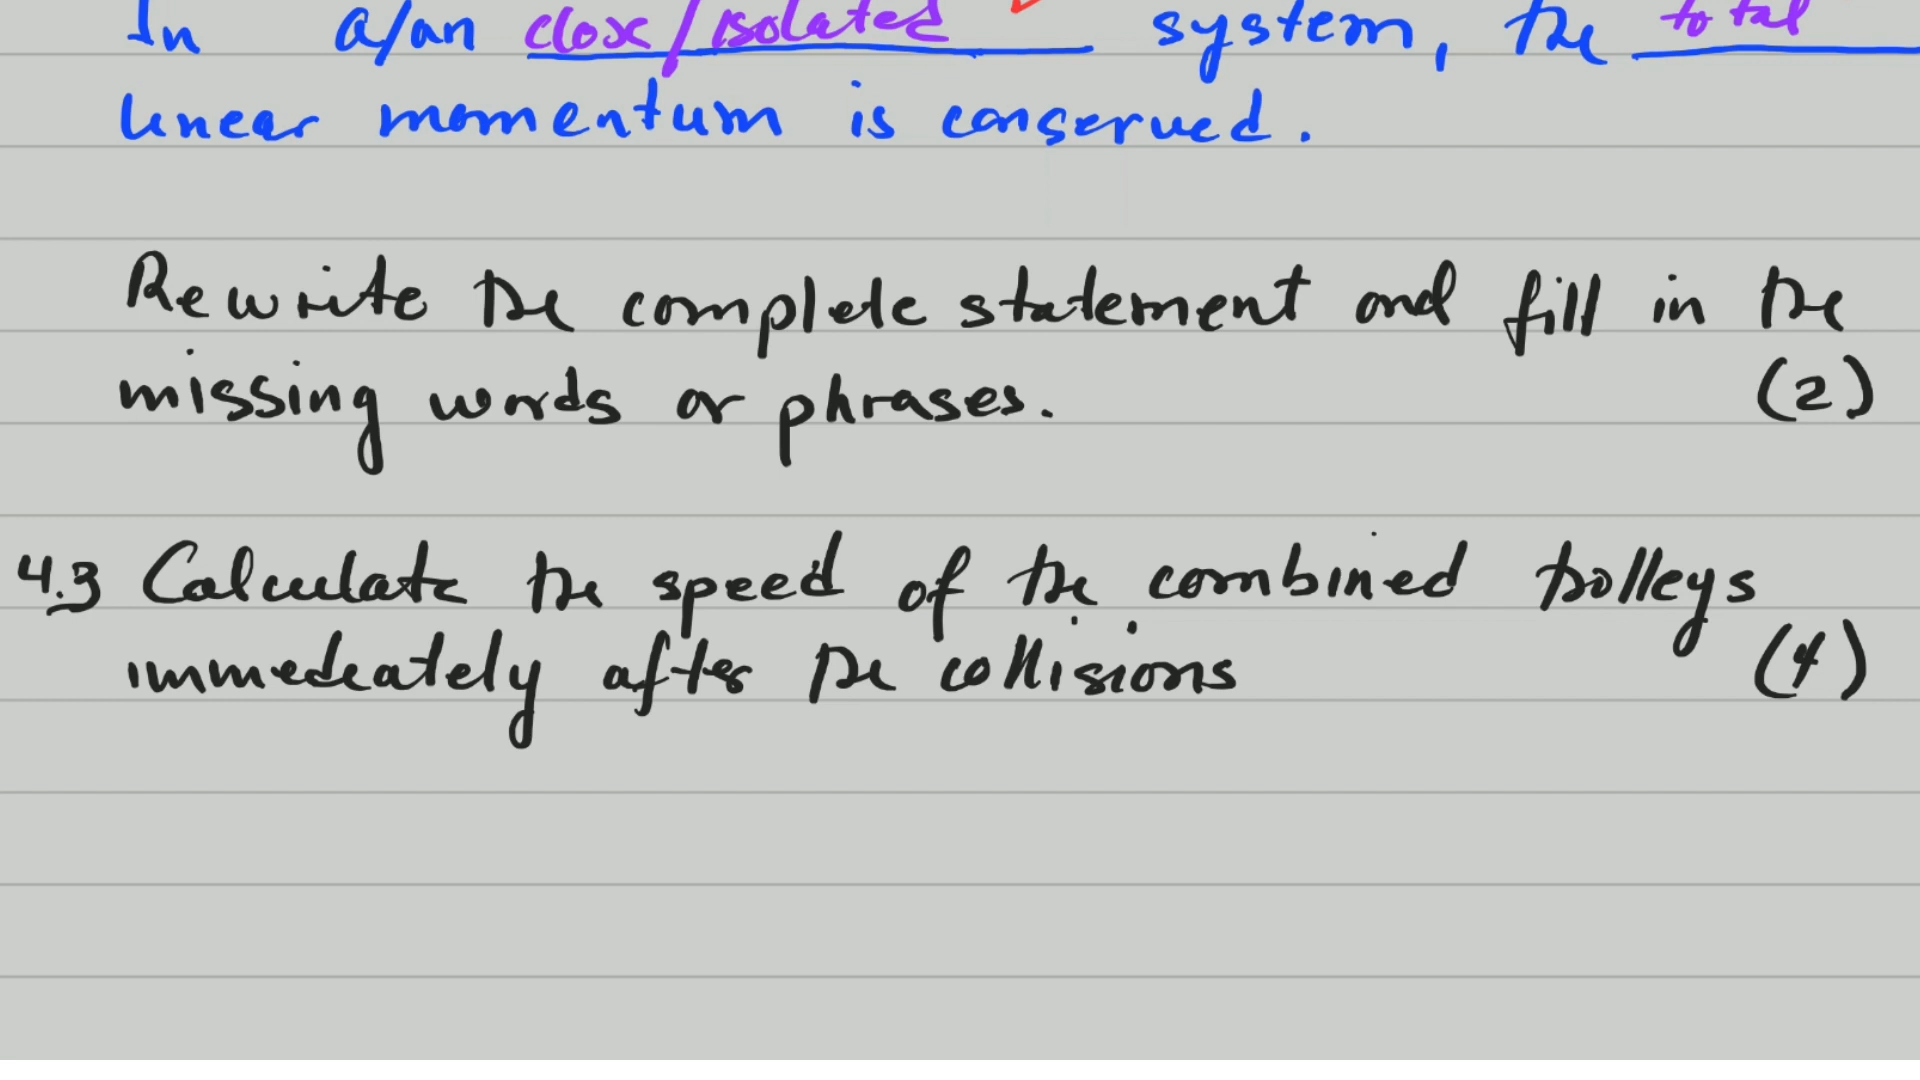 In a/an close/isolated system, the total
linear momentum is conserved.
Rewrite the complete statement and fill in the
missing words or phrases. (2)
4.3 Calculate the speed of the combined trolleys
immediately after the collisions (4)